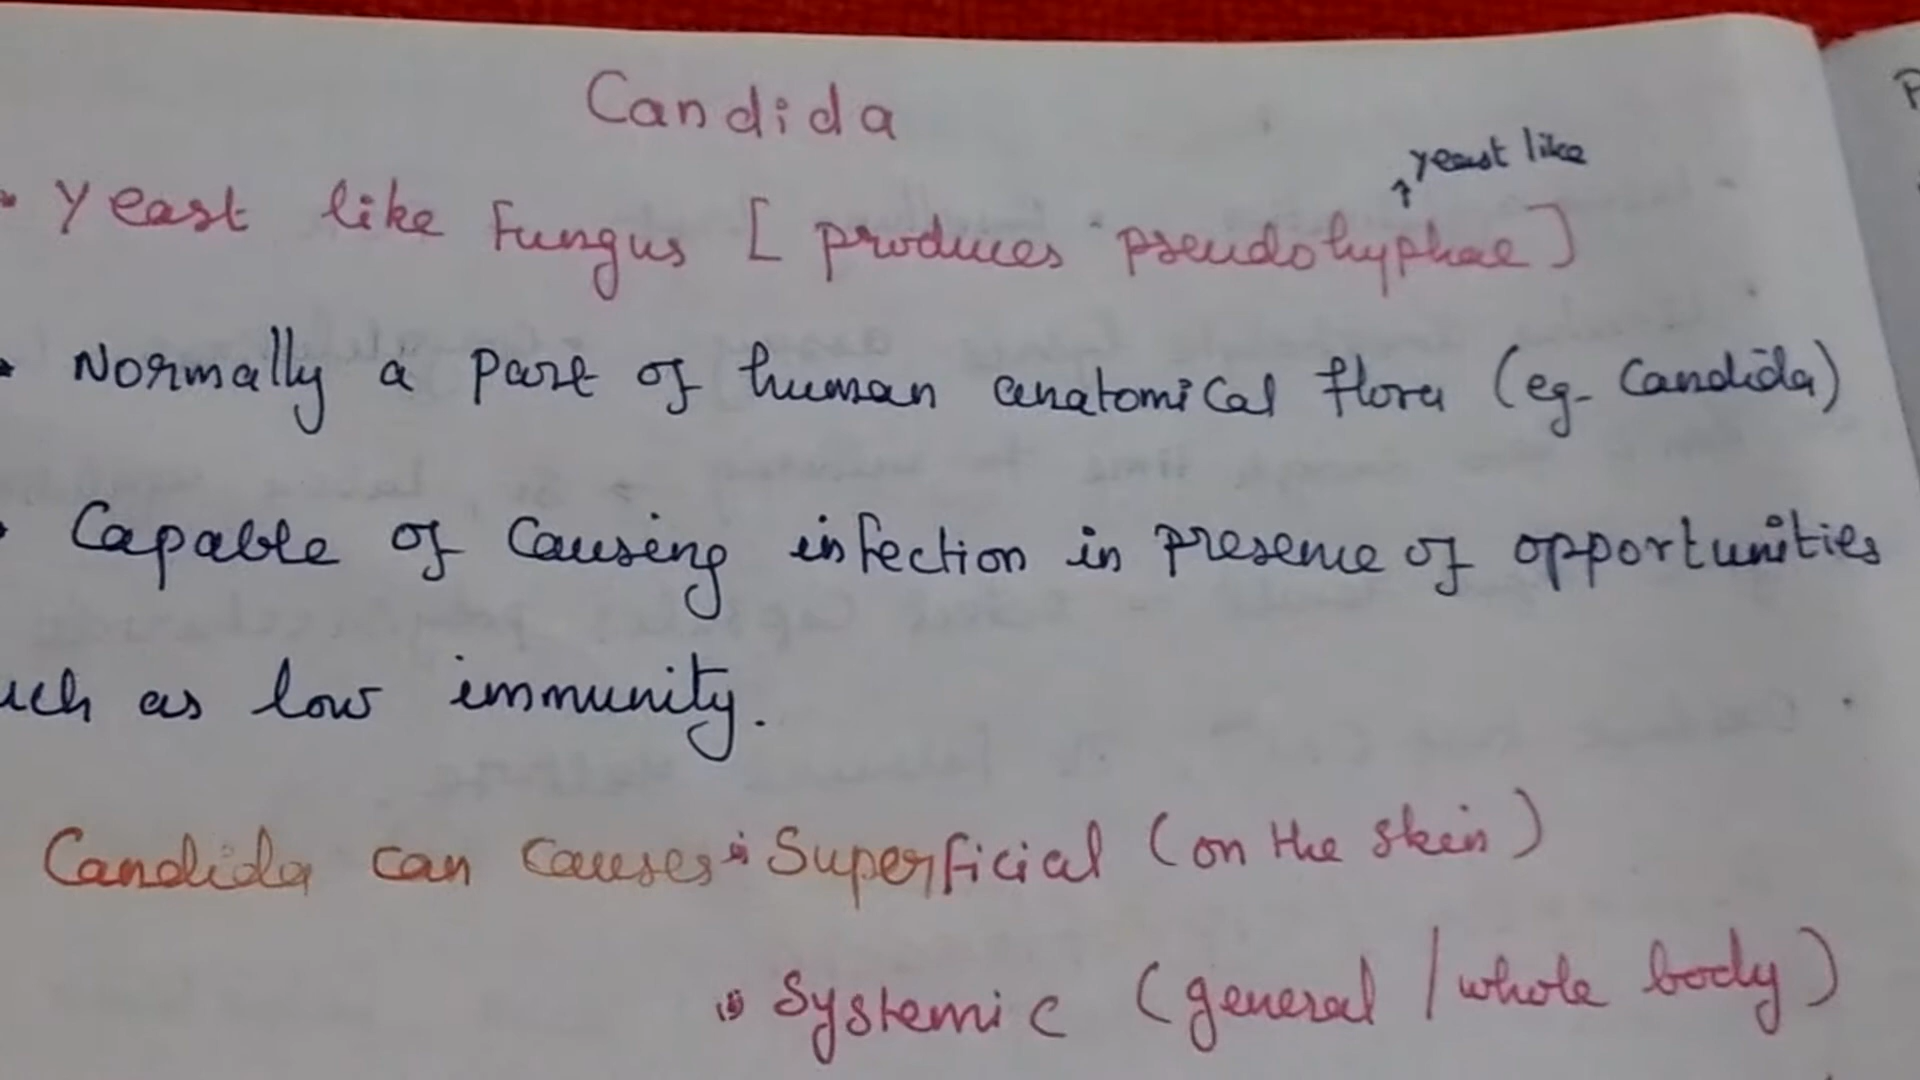 Candida
yeast like
• Yeast like Fungus [ produces pseudohyphae ]
• Normally a part of human anatomical flora (eg- Candida)
• Capable of causing infection in presence of opportunities
uch as low immunity.
Candida can causes • Superficial (on the skin)
• Systemic (general / whole body)